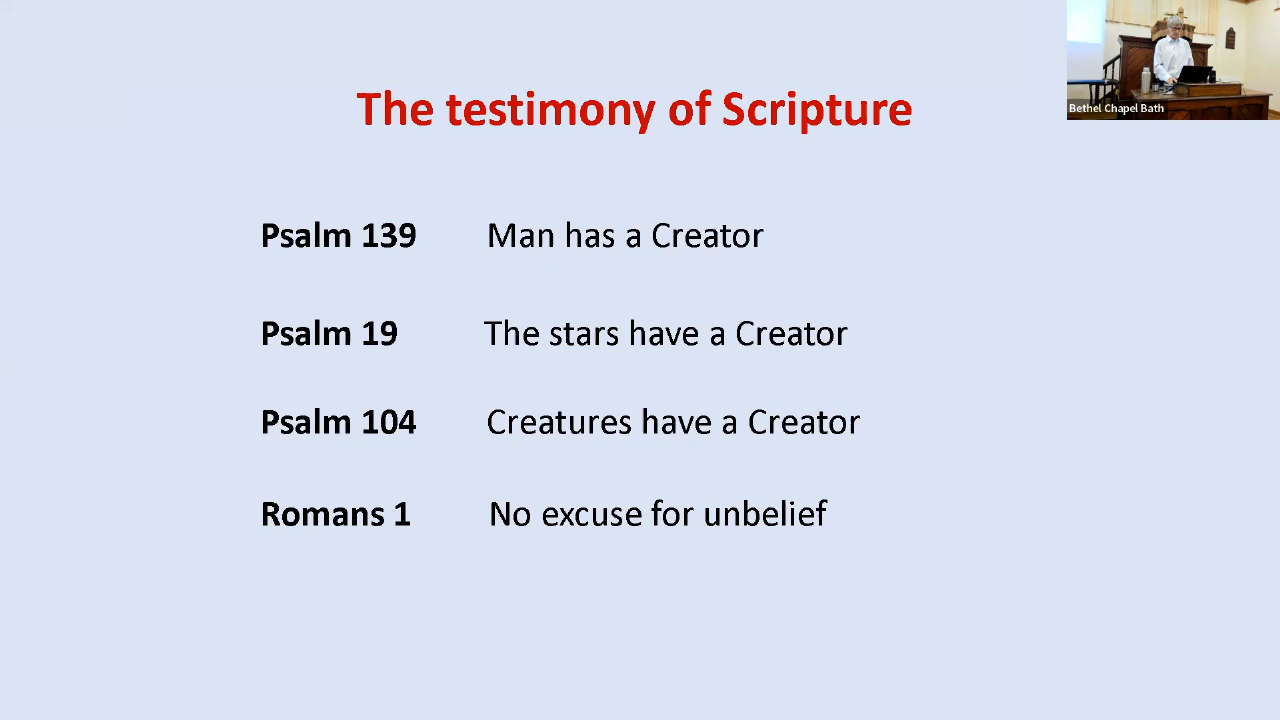 The testimony of Scripture
Bethel Chapel Bath
Psalm 139 Man has a Creator
Psalm 19 The stars have a Creator
Psalm 104 Creatures have a Creator
Romans 1 No excuse for unbelief